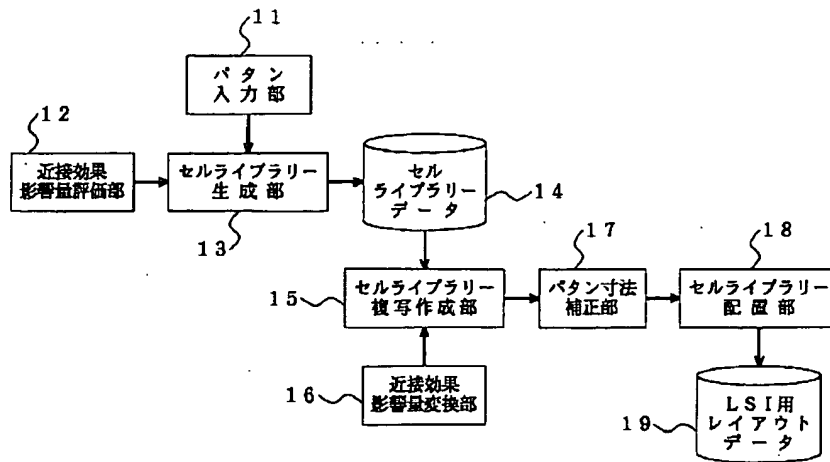 11
パタン
入力部
12
近接効果
影響量評価部
セルライブラリー
生成部
13
セル
ライブラリー
データ
14
15
セルライブラリー
複写作成部
17
パタン寸法
補正部
18
セルライブラリー
配置部
16
近接効果
影響量変換部
19
LSI用
レイアウト
データ